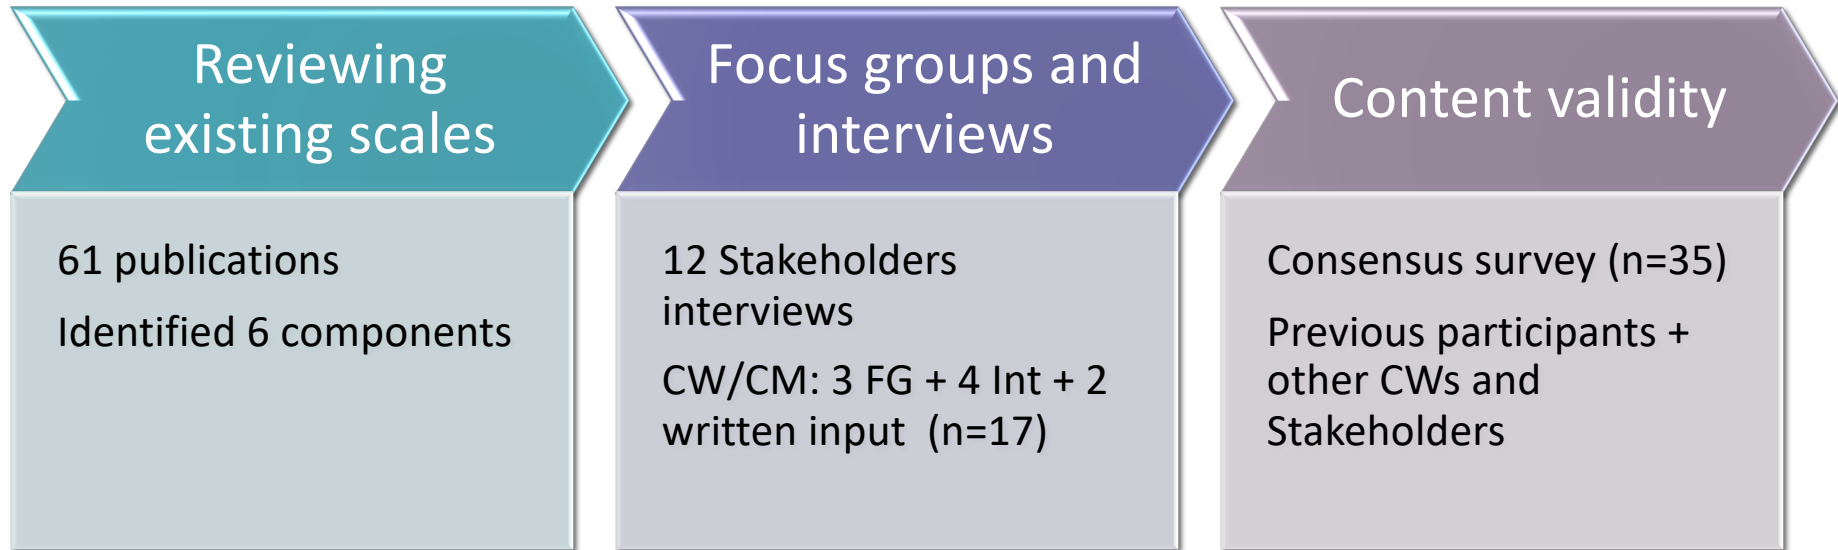 Reviewing
existing scales
61 publications
Identified 6 components
Focus groups and
interviews
12 Stakeholders
interviews
CW/CM: 3 FG + 4 Int + 2
written input  (n=17)
Content validity
Consensus survey (n=35)
Previous participants +
other CWs and
Stakeholders